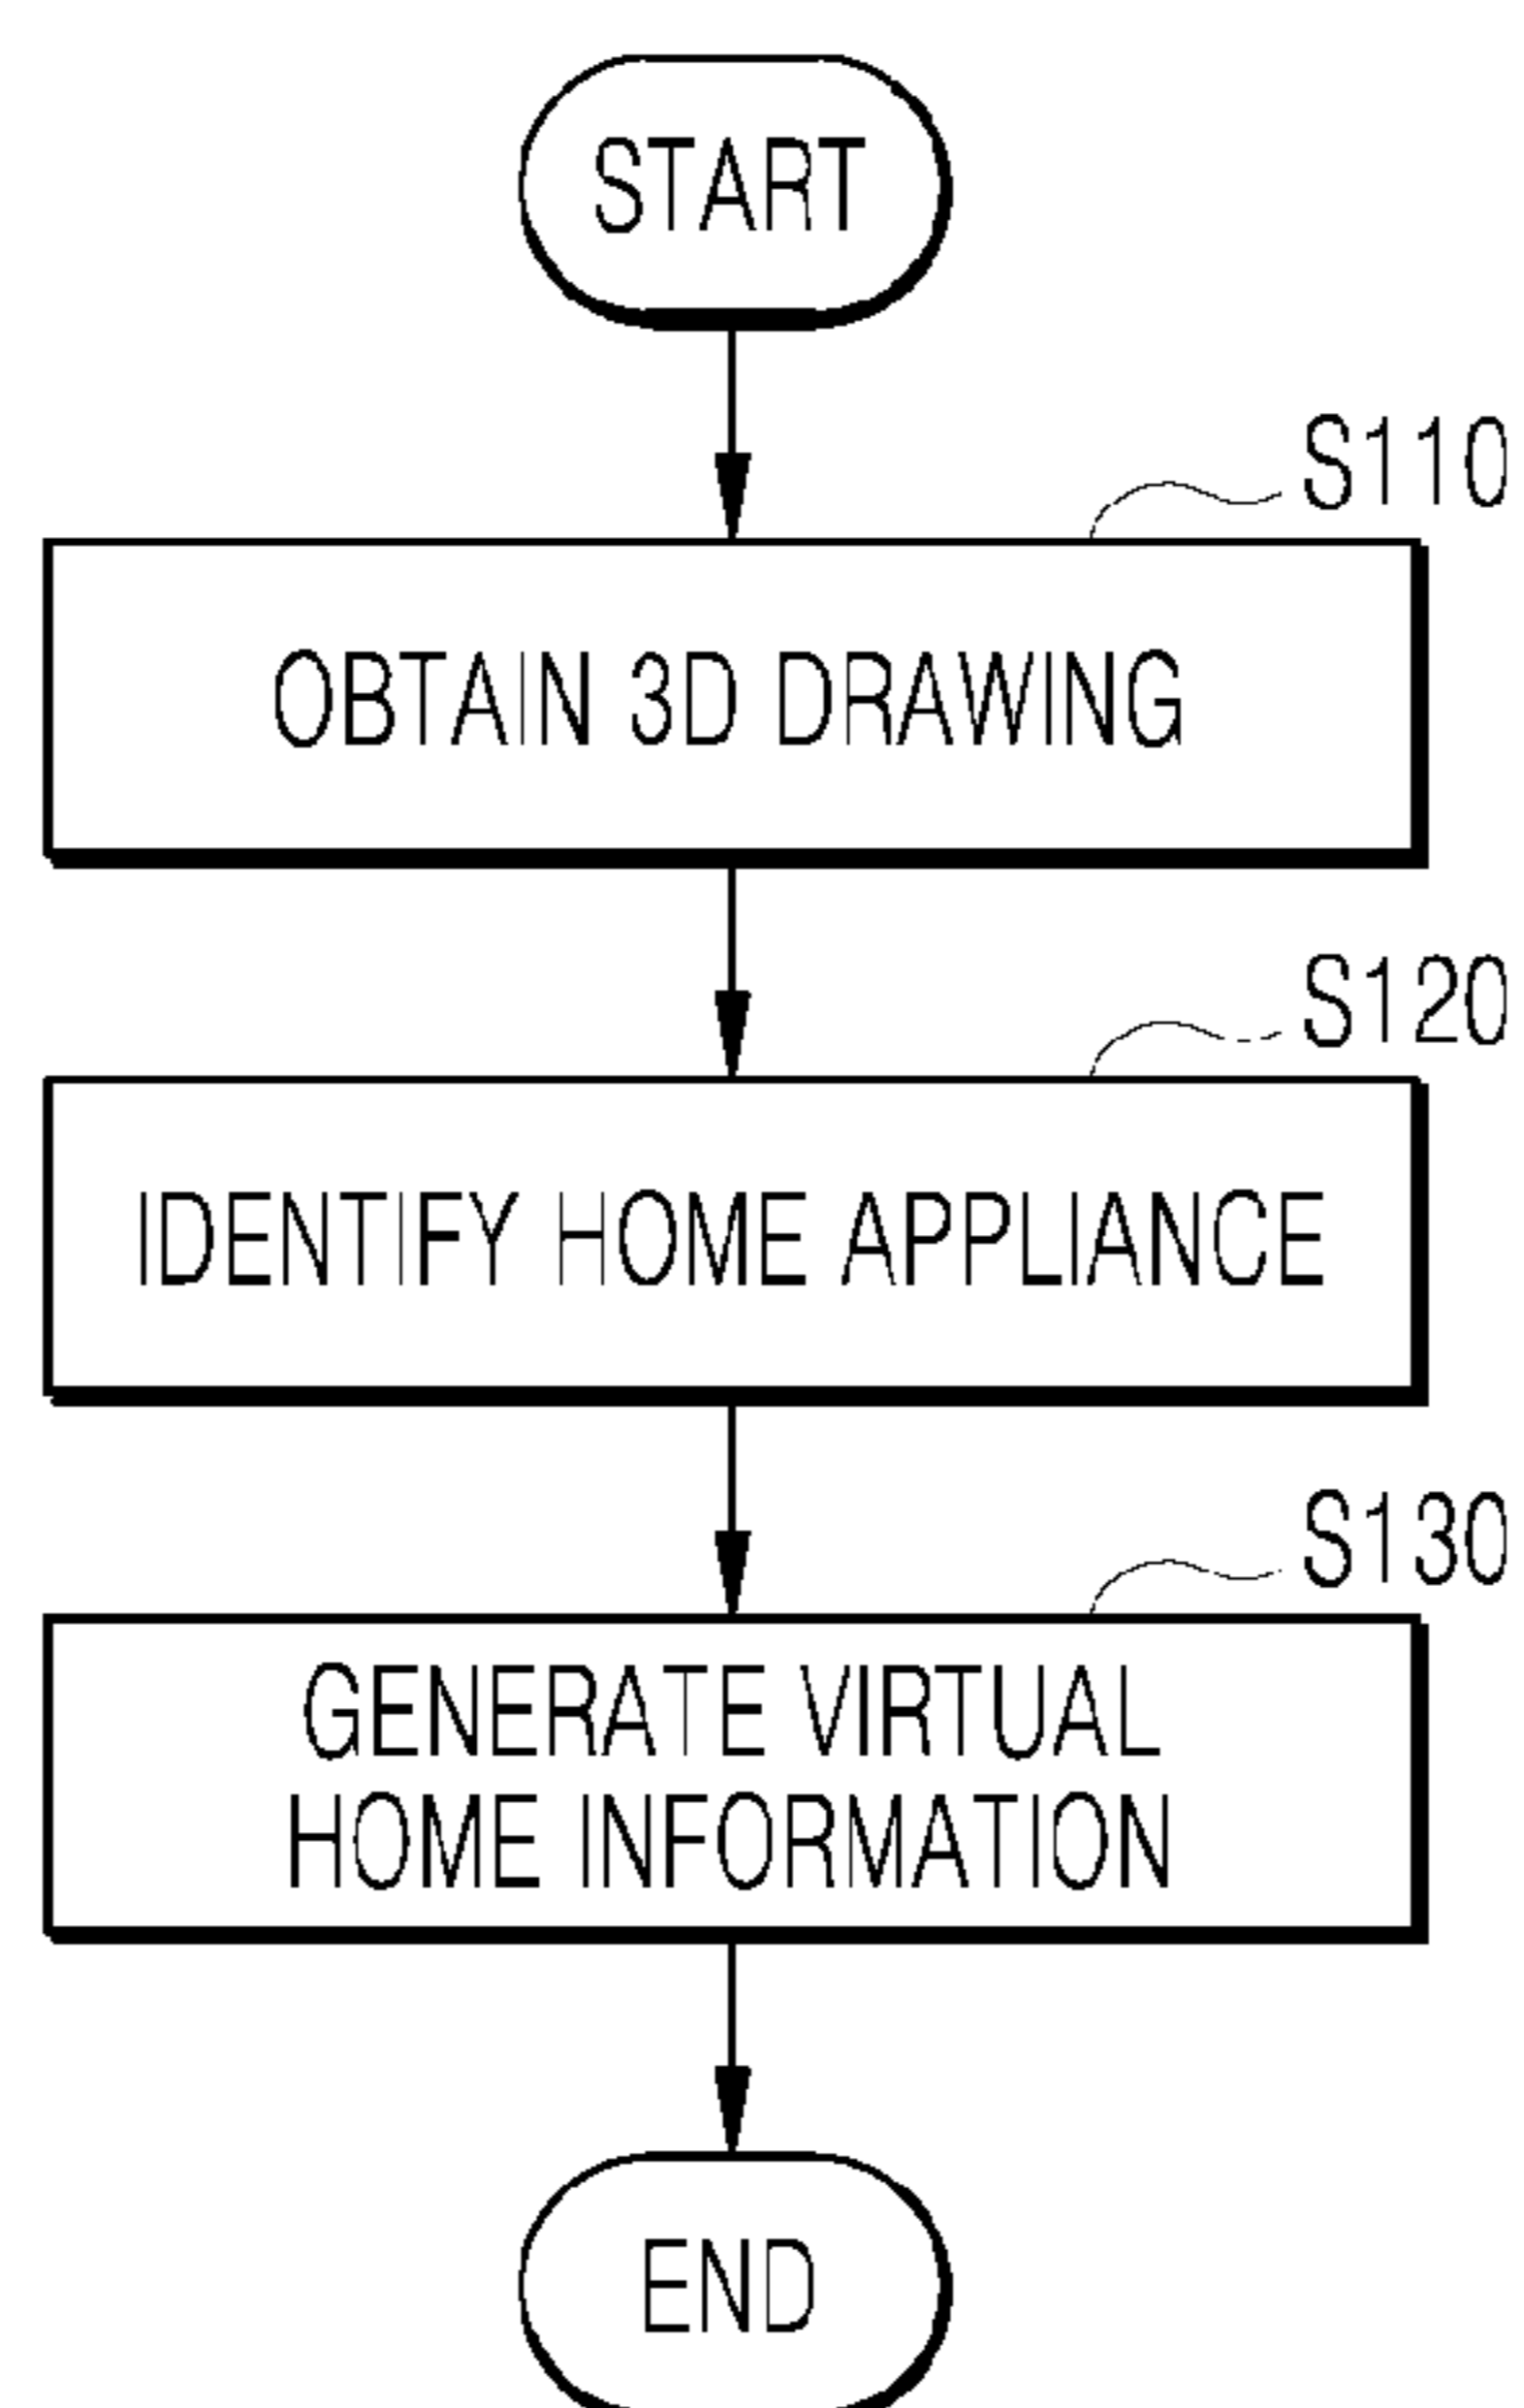 START
S110
OBTAIN 3D DRAWING
S120
IDENTIFY HOME APPLIANCE
S130
GENERATE VIRTUAL
HOME INFORMATION
END